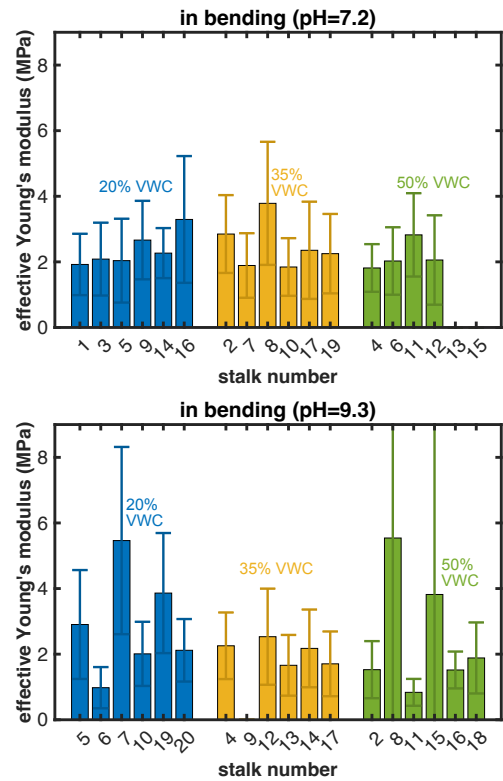 in bending (pH=7.2)
effective Young's modulus (MPa)
8
6
4
2
0
20% VWC
35%
VWC
50% VWC
1 3 5 9 14 16 2 7 8 10 17 19 4 6 11 12 13 15
stalk number
in bending (pH=9.3)
effective Young's modulus (MPa)
8
6
4
2
0
20%
VWC
35% VWC
50%
VWC
5 6 7 10 19 20 4 9 12 13 14 17 2 8 11 15 16 18
stalk number